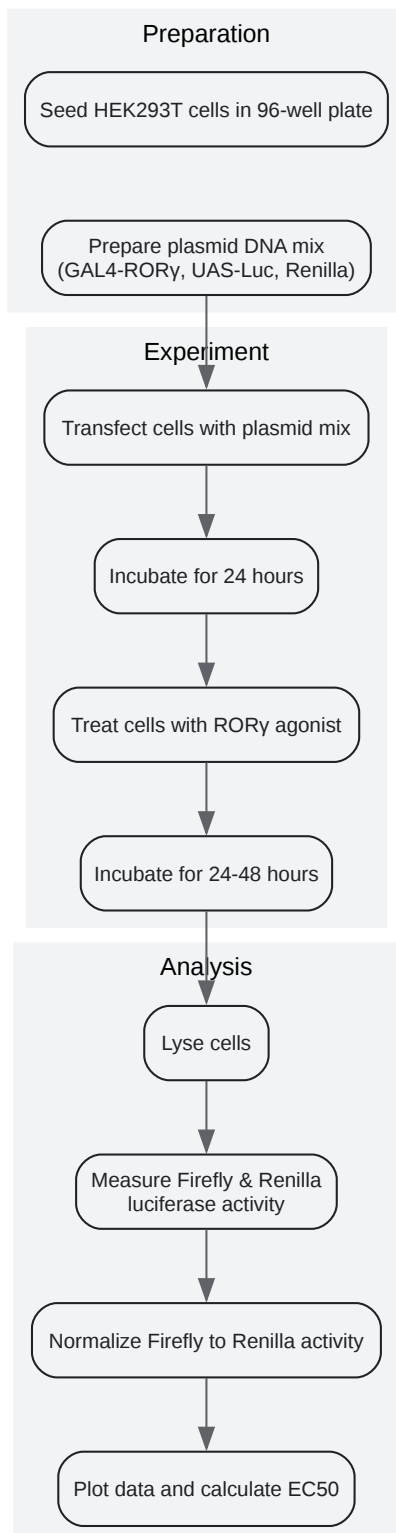 Preparation
Seed HEK293T cells in 96-well plate
Prepare plasmid DNA mix
(GAL4-RORγ, UAS-Luc, Renilla)
Experiment
Transfect cells with plasmid mix
Incubate for 24 hours
Treat cells with RORγ agonist
Incubate for 24-48 hours
Analysis
Lyse cells
Measure Firefly & Renilla
luciferase activity
Normalize Firefly to Renilla activity
Plot data and calculate EC50